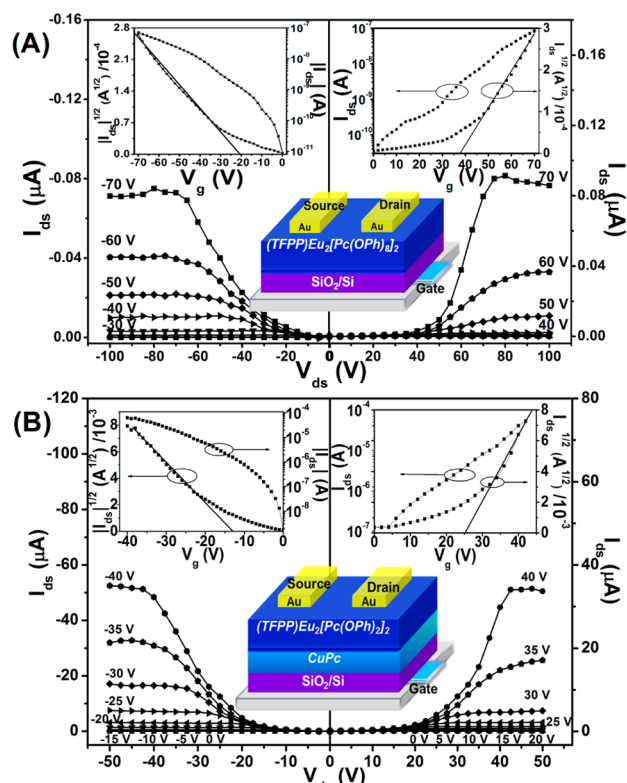 (A)
-0.16
-0.12
-0.08
-0.04
0.00
I_ds (μA)
2.8
2.1
1.4
0.7
0.0
|I_ds|^1/2 (A^1/2) /10^-4
10^-7
10^-8
10^-9
10^-10
10^-11
|I_ds| (A)
-70 -60 -50 -40 -30 -20 -10 0
V_g (V)
10^-7
10^-8
10^-9
10^-10
I_ds (A)
3
2
1
0
I_ds^1/2 (A^1/2) /10^-4
0 10 20 30 40 50 60 70
V_g (V)
0.16
0.12
0.08
0.04
0.00
I_ds (μA)
-70 V
-60 V
-50 V
-40 V
-30 V
70 V
60 V
50 V
40 V
Source
Drain
Au
Au
(TFPP)Eu2[Pc(OPh)8]2
SiO2/Si
Gate
-100 -80 -60 -40 -20 0 20 40 60 80 100
V_ds (V)
(B)
-120
-100
-80
-60
-40
-20
0
I_ds (μA)
8
6
4
2
0
|I_ds|^1/2 (A^1/2) /10^-3
10^-4
10^-5
10^-6
10^-7
10^-8
|I_ds| (A)
-40 -30 -20 -10 0
V_g (V)
10^-4
10^-5
10^-6
10^-7
I_ds (A)
8
7
6
4
3
2
0
I_ds^1/2 (A^1/2) /10^-3
0 10 20 30 40
V_g (V)
80
60
40
20
0
I_ds (μA)
-40 V
-35 V
-30 V
-25 V
-20 V
-15 V -10 V -5 V 0 V
40 V
35 V
30 V
25 V
0 V 5 V 10 V 15 V 20 V
Source
Drain
Au
Au
(TFPP)Eu2[Pc(OPh)2]2
CuPc
SiO2/Si
Gate
-50 -40 -30 -20 -10 0 10 20 30 40 50
(V)